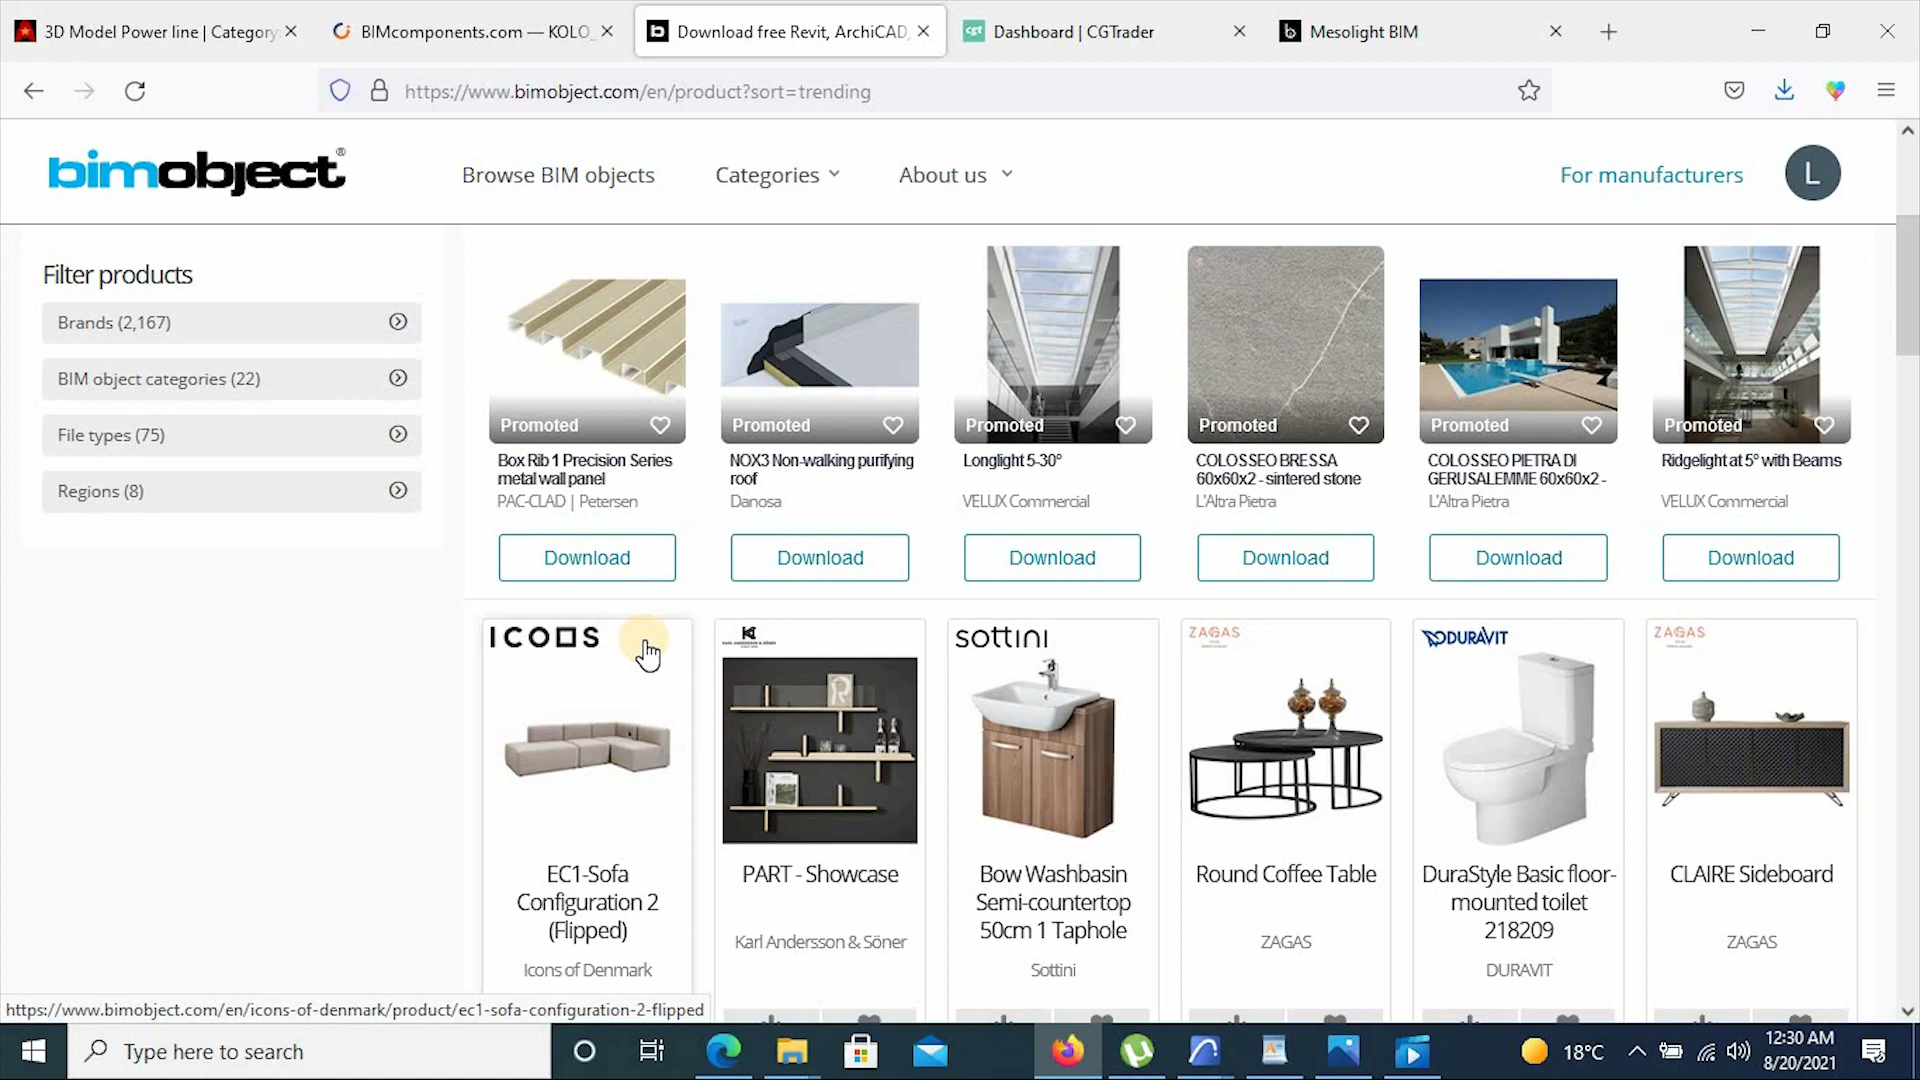 3D Model Power line | Category:
BIMcomponents.com — KOLO_
Download free Revit, ArchiCAD,
cgt
Dashboard | CGTrader
Mesolight BIM
https://www.bimobject.com/en/product?sort=trending
bimobject®
Browse BIM objects
Categories
About us
For manufacturers
L
Filter products
Brands (2,167)
BIM object categories (22)
File types (75)
Regions (8)
Promoted
Promoted
Promoted
Promoted
Promoted
Promoted
Box Rib 1 Precision Series
metal wall panel
PAC-CLAD | Petersen
NOX3 Non-walking purifying
roof
Danosa
Longlight 5-30°
VELUX Commercial
COLOSSEO BRESSA
60x60x2 - sintered stone
L'Altra Pietra
COLOSSEO PIETRA DI
GERUSALEMME 60x60x2 -
L'Altra Pietra
Ridgelight at 5° with Beams
VELUX Commercial
Download
Download
Download
Download
Download
Download
ICONS
KARL ANDERSSON & SÖNER
sottini
ZAGAS
DURAVIT
ZAGAS
EC1-Sofa
Configuration 2
(Flipped)
Icons of Denmark
PART - Showcase
Karl Andersson & Söner
Bow Washbasin
Semi-countertop
50cm 1 Taphole
Sottini
Round Coffee Table
ZAGAS
DuraStyle Basic floor-
mounted toilet
218209
DURAVIT
CLAIRE Sideboard
ZAGAS
https://www.bimobject.com/en/icons-of-denmark/product/ec1-sofa-configuration-2-flipped
Type here to search
18°C
12:30 AM
8/20/2021